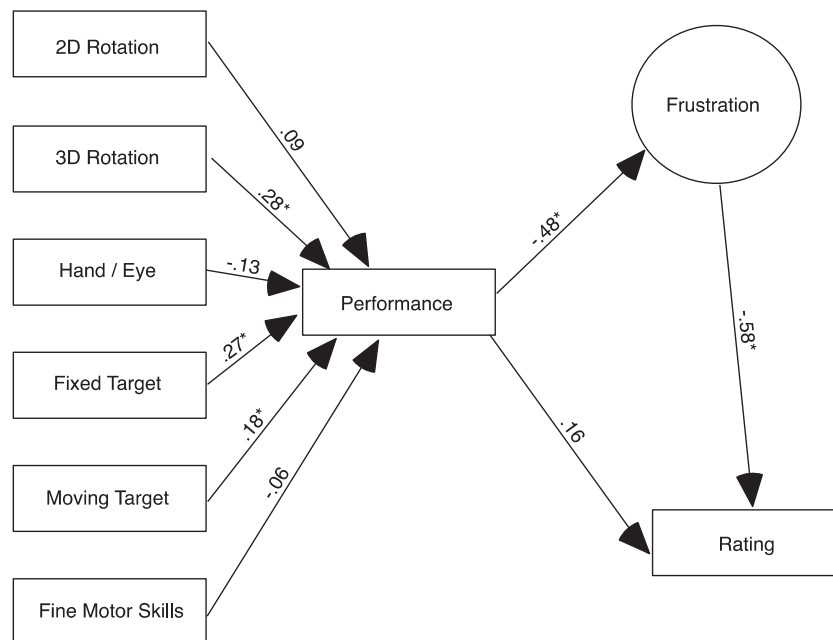 2D Rotation
.09
3D Rotation
.28*
Hand / Eye
-.13
Fixed Target
.27*
Moving Target
.18*
Fine Motor Skills
-.06
Performance
-.48*
.16
Frustration
-.58*
Rating